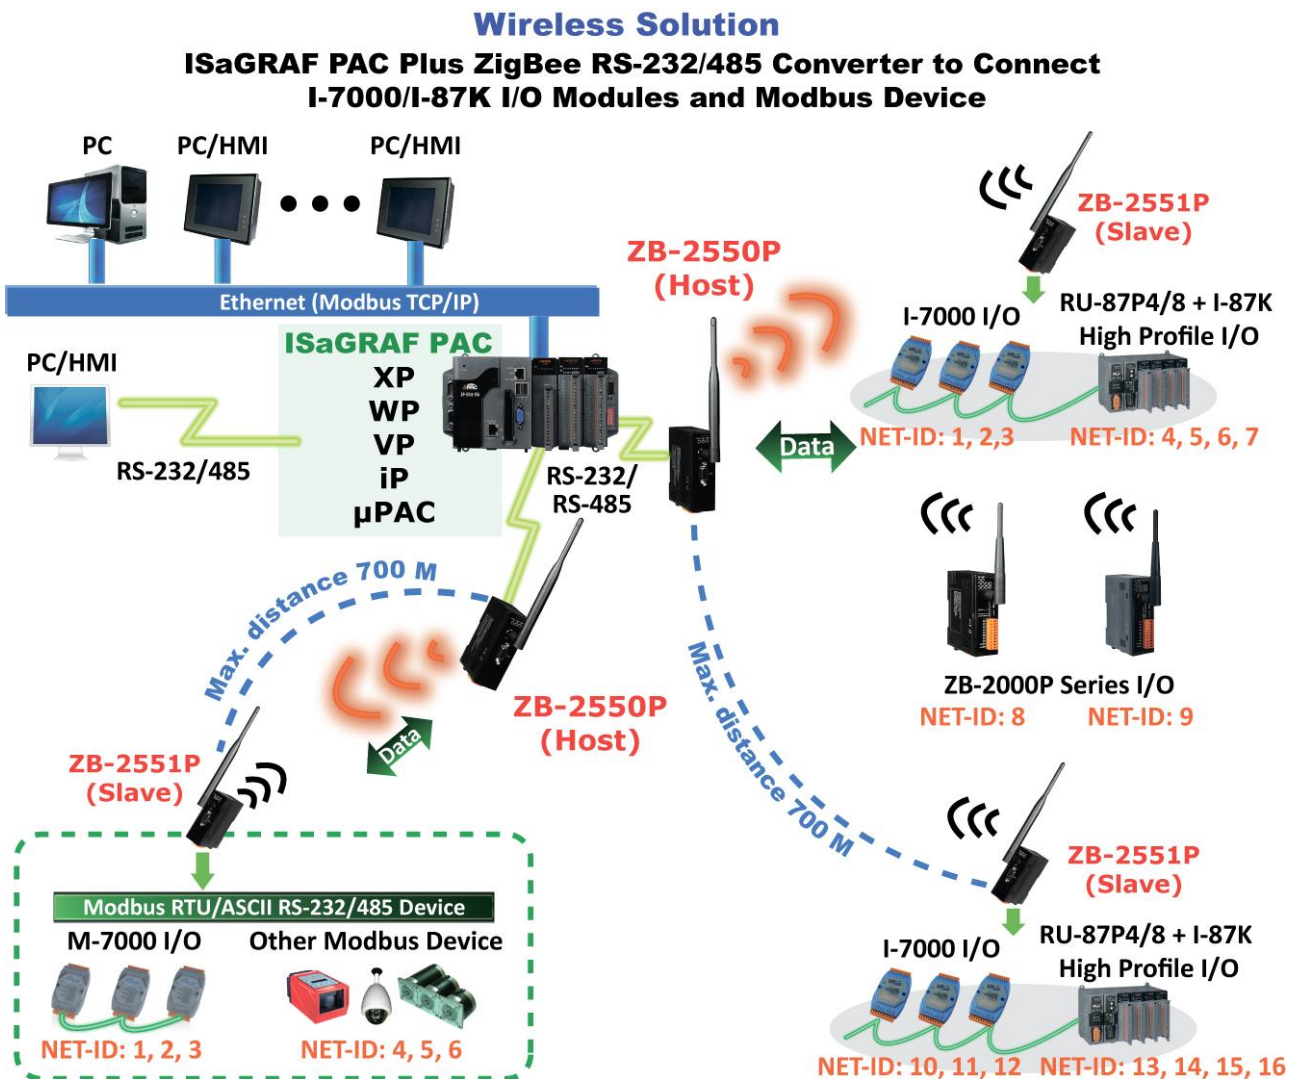 Wireless Solution
ISaGRAF PAC Plus ZigBee RS-232/485 Converter to Connect
I-7000/I-87K I/O Modules and Modbus Device
PC
PC/HMI
PC/HMI
Ethernet (Modbus TCP/IP)
PC/HMI
RS-232/485
ISaGRAF PAC
XP
WP
VP
iP
µPAC
RS-232/
RS-485
ZB-2550P
(Host)
Data
ZB-2551P
(Slave)
I-7000 I/O
RU-87P4/8 + I-87K
High Profile I/O
NET-ID: 1, 2,3
NET-ID: 4, 5, 6, 7
ZB-2000P Series I/O
NET-ID: 8
NET-ID: 9
Max. distance 700 M
Max. distance 700 M
ZB-2550P
(Host)
Data
ZB-2551P
(Slave)
Modbus RTU/ASCII RS-232/485 Device
M-7000 I/O
Other Modbus Device
NET-ID: 1, 2, 3
NET-ID: 4, 5, 6
ZB-2551P
(Slave)
I-7000 I/O
RU-87P4/8 + I-87K
High Profile I/O
NET-ID: 10, 11, 12
NET-ID: 13, 14, 15, 16